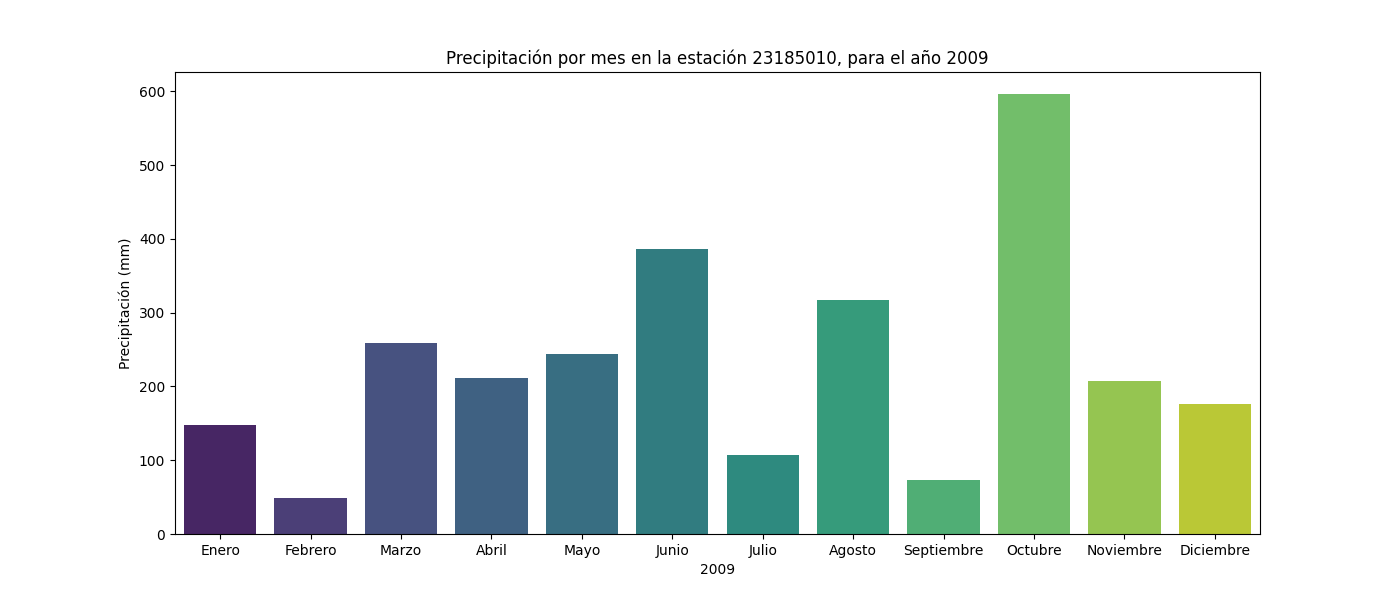 Precipitación por mes en la estación 23185010, para el año 2009
Precipitación (mm)
600
500
400
300
200
100
0
Enero Febrero Marzo Abril Mayo Junio Julio Agosto Septiembre Octubre Noviembre Diciembre
2009